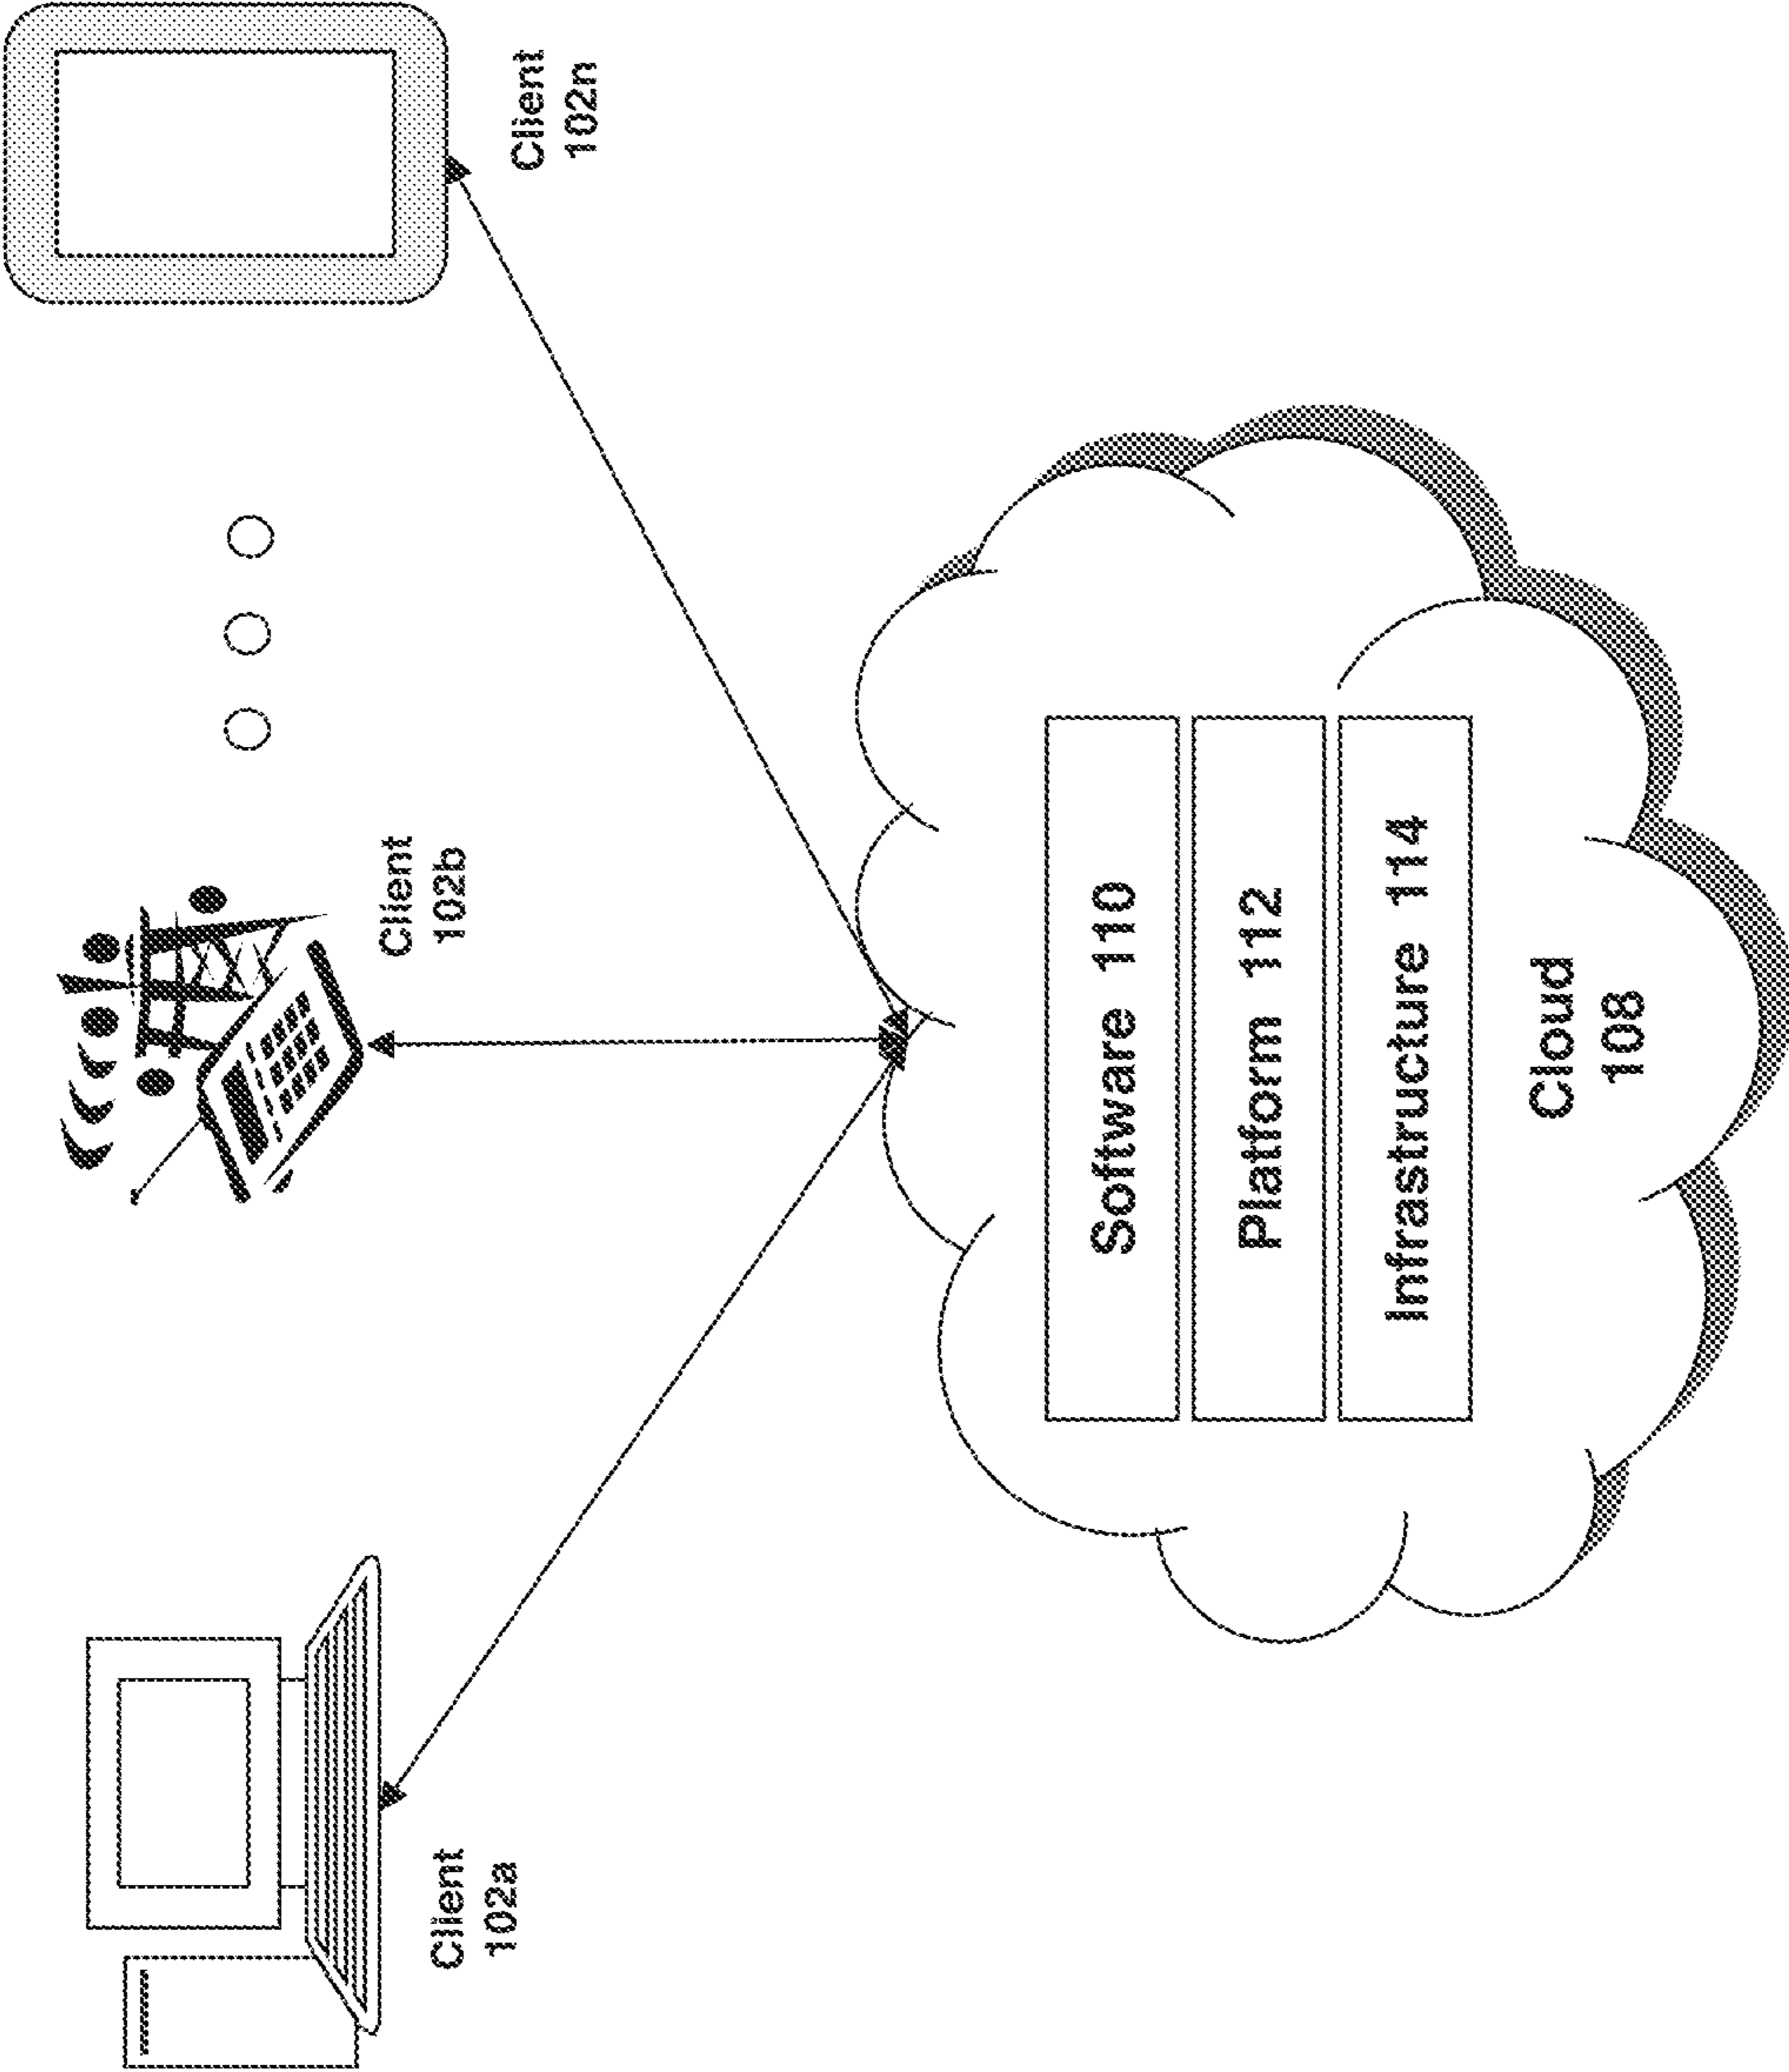 Client
102a
Client
102b
Client
102n
Software 110
Platform 112
Infrastructure 114
Cloud
108